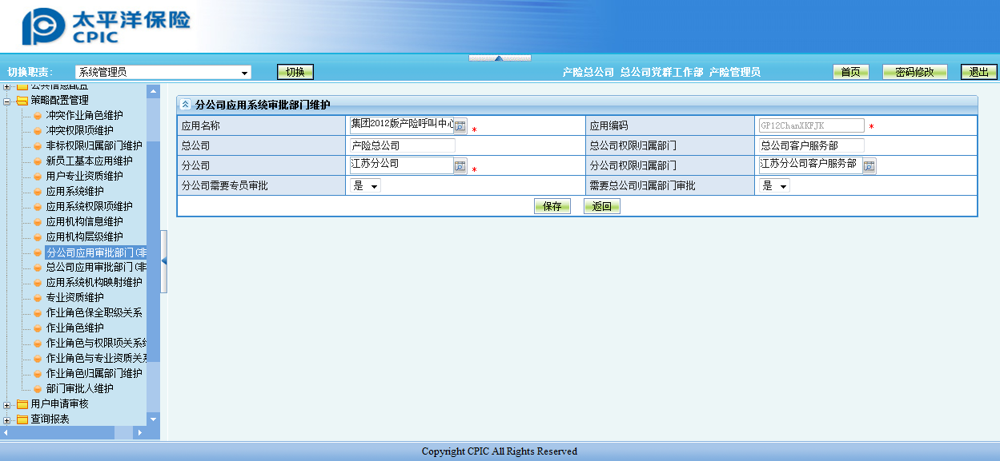 太平洋保险
CPIC
切换职责： 系统管理员 切换 产险总公司 总公司党群工作部 产险管理员 首页 密码修改 退出
公共信息配置
策略配置管理
冲突作业角色维护
冲突权限项维护
非标权限归属部门维护
新员工基本应用维护
用户专业资质维护
应用系统维护
应用系统权限项维护
应用机构信息维护
应用机构层级维护
分公司应用审批部门(非
总公司应用审批部门(非
应用系统机构映射维护
专业资质维护
作业角色保全职级关系
作业角色维护
作业角色与权限项关系维
作业角色与专业资质关系
作业角色归属部门维护
部门审批人维护
用户申请审核
查询报表
分公司应用系统审批部门维护
应用名称 集团2012版产险呼叫中心 * 应用编码 GP12ChanXKFJK *
总公司 产险总公司 总公司权限归属部门 总公司客户服务部
分公司 江苏分公司 * 分公司权限归属部门 江苏分公司客户服务部
分公司需要专员审批 是 需要总公司归属部门审批 是
保存 返回
Copyright CPIC All Rights Reserved